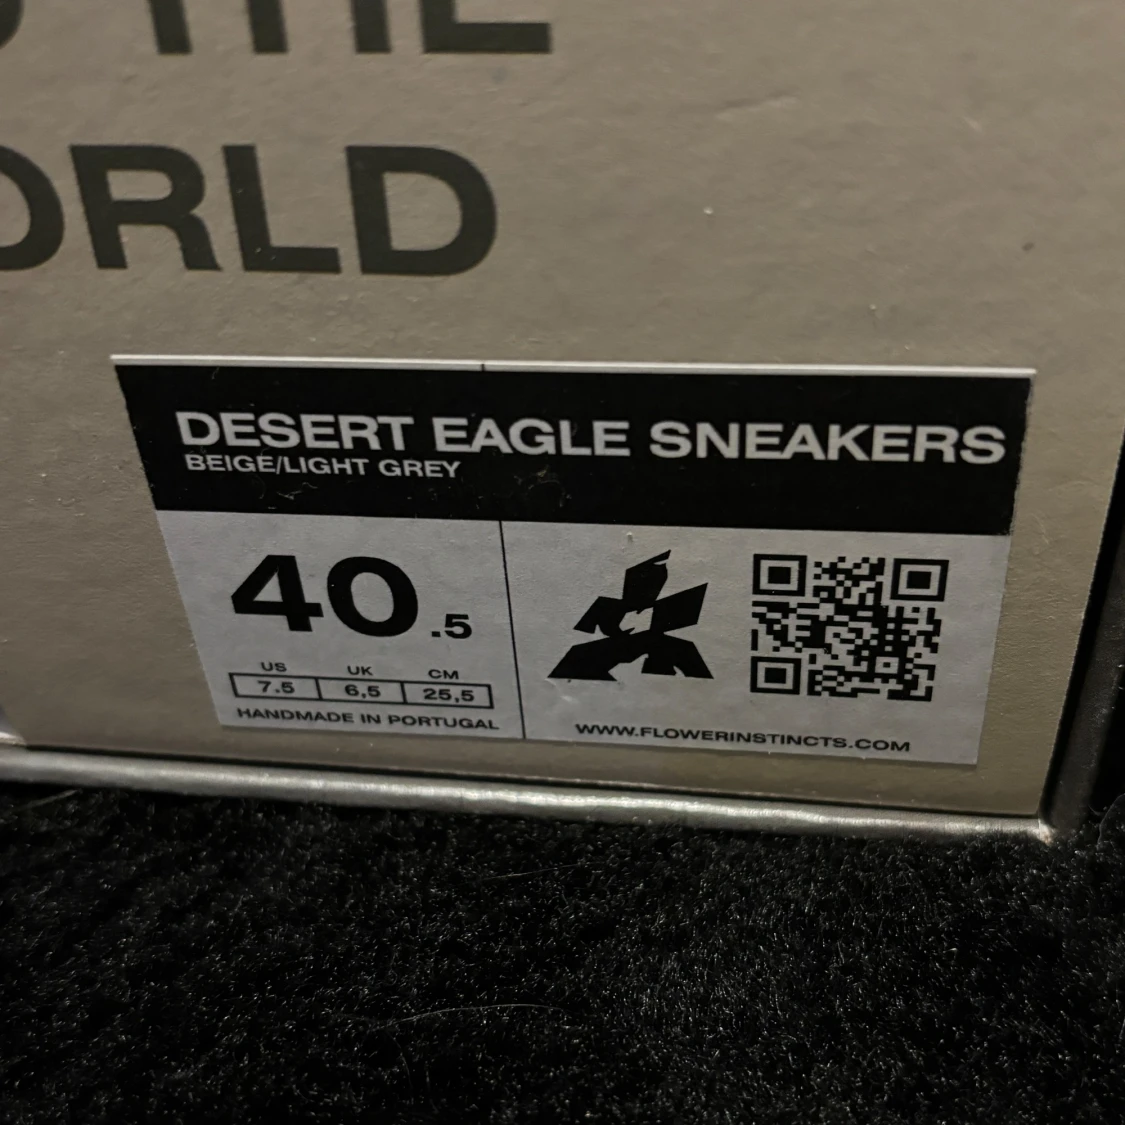 THE
ORLD
DESERT EAGLE SNEAKERS
BEIGE/LIGHT GREY
40.5
US UK CM
7.5 6,5 25,5
HANDMADE IN PORTUGAL
WWW.FLOWERINSTINCTS.COM